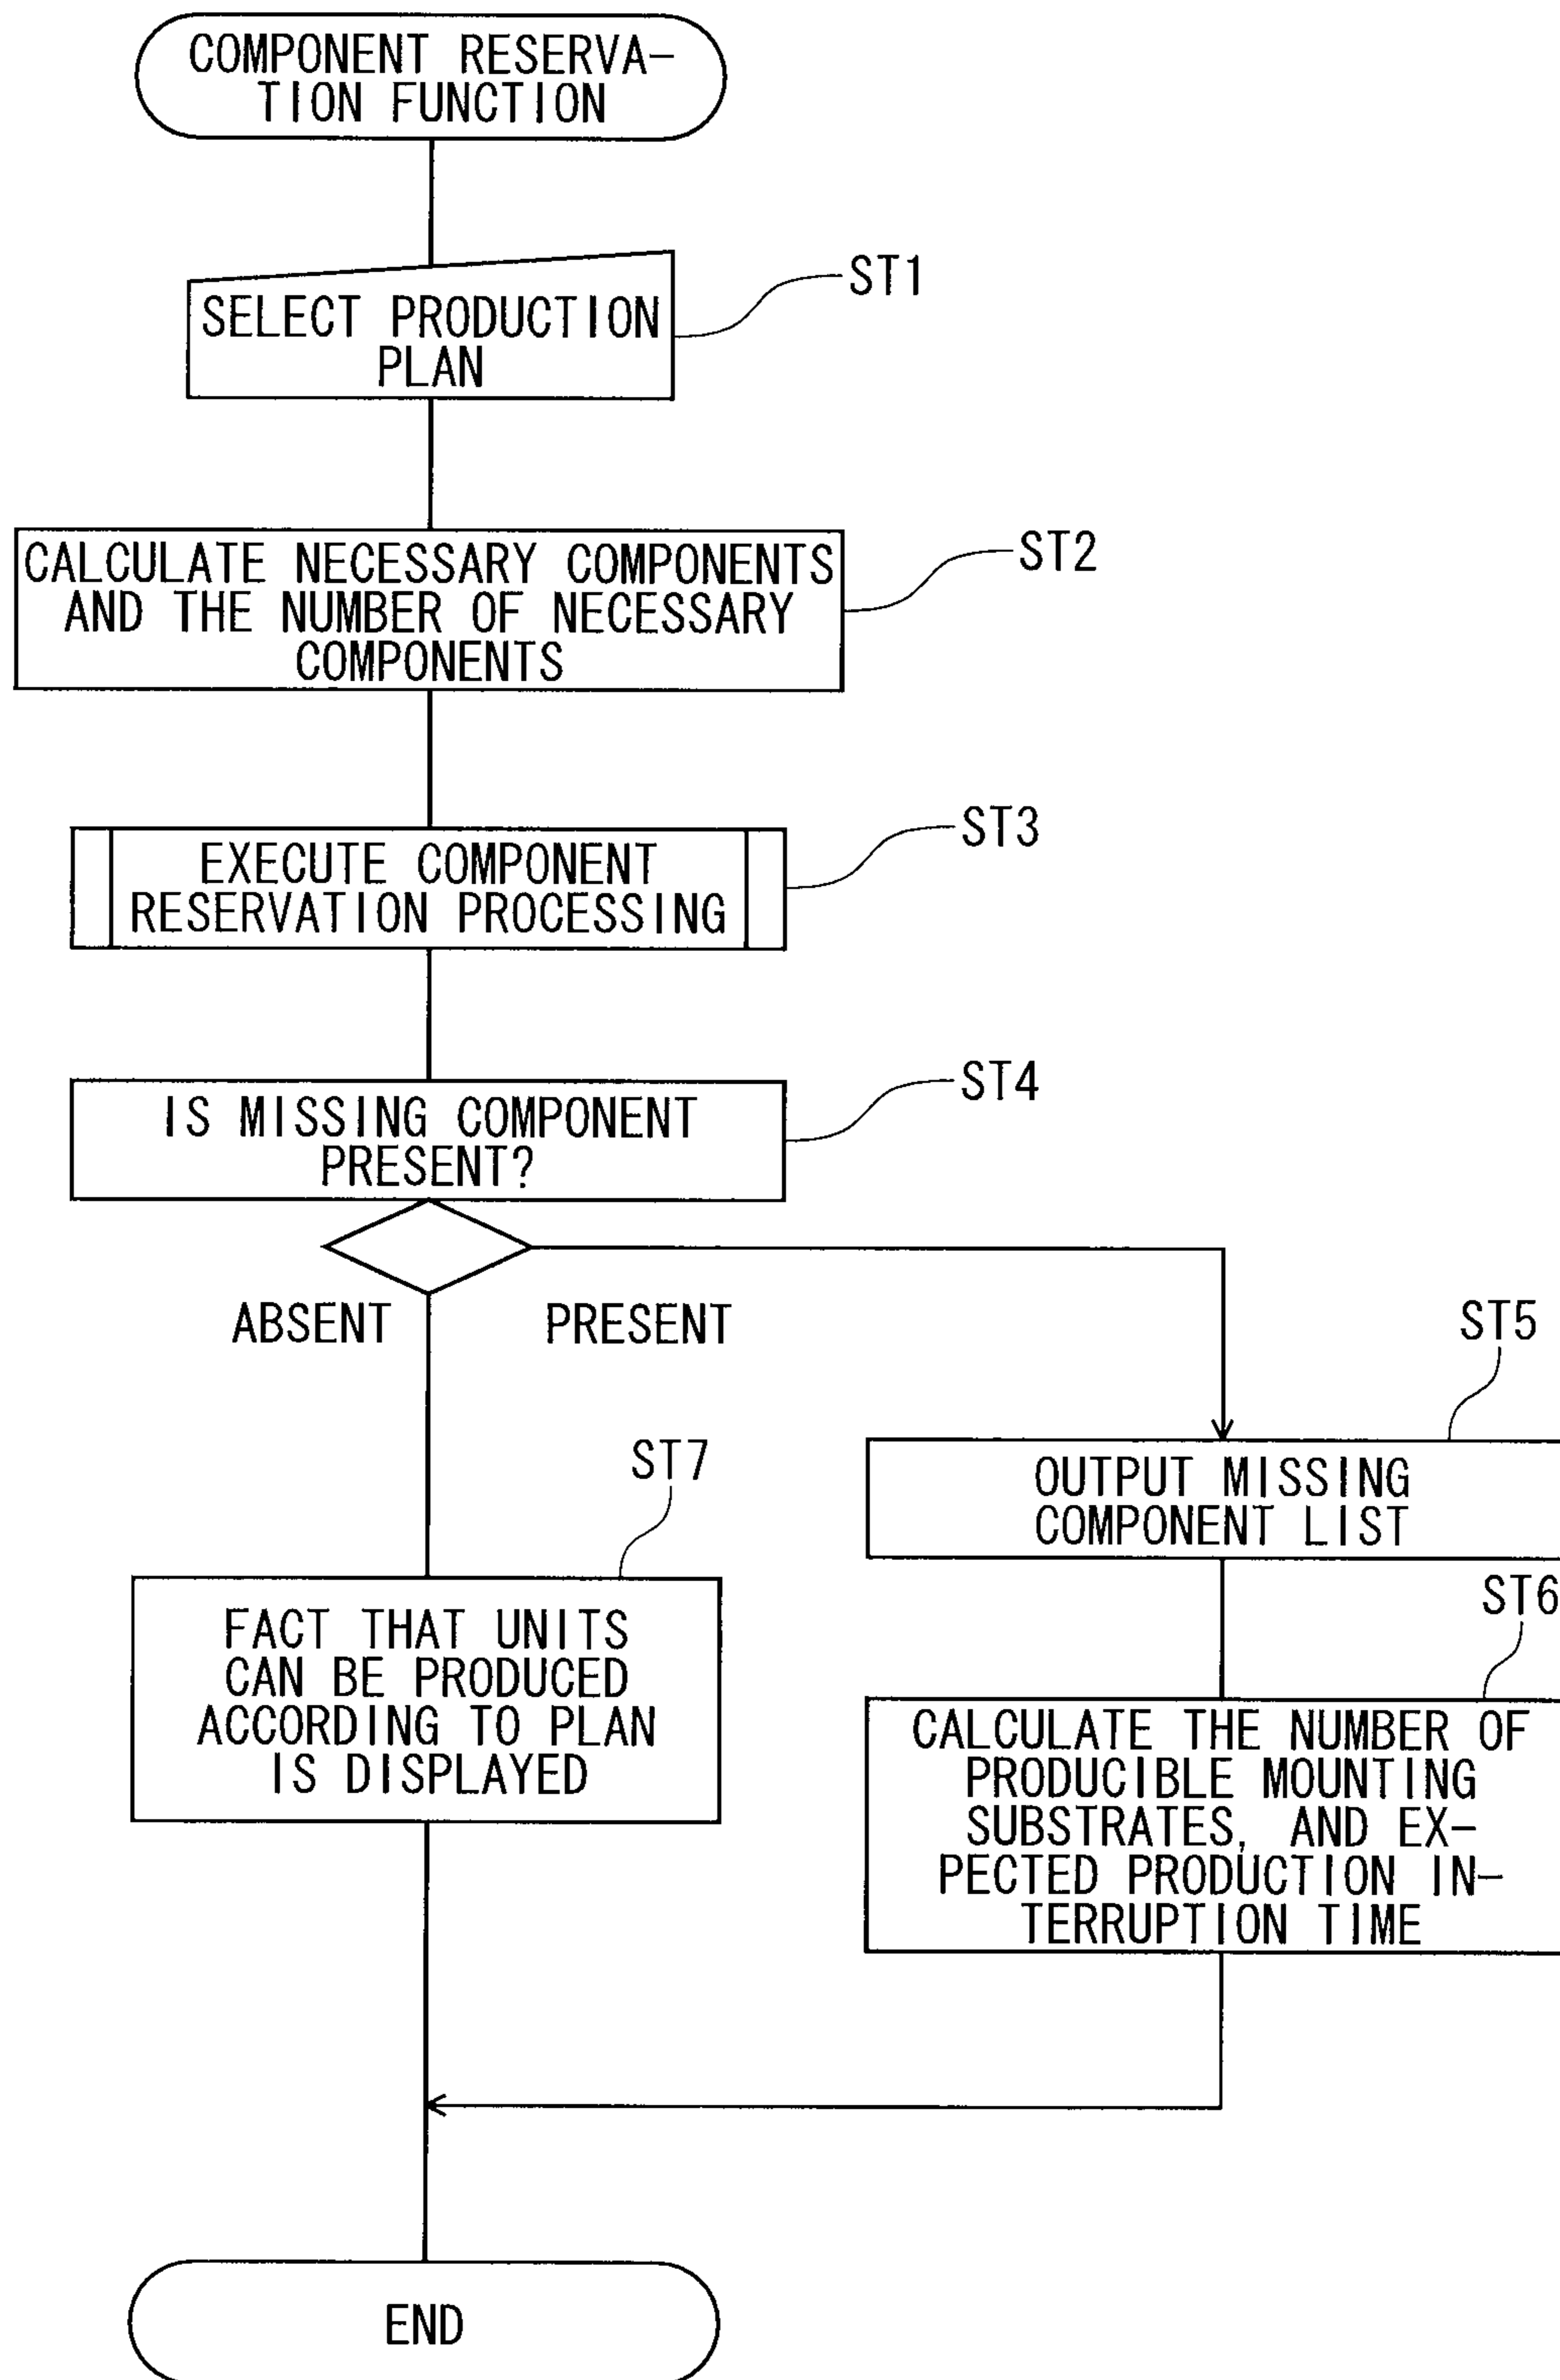 COMPONENT RESERVA-
TION FUNCTION
ST1
SELECT PRODUCTION
PLAN
ST2
CALCULATE NECESSARY COMPONENTS
AND THE NUMBER OF NECESSARY
COMPONENTS
ST3
EXECUTE COMPONENT
RESERVATION PROCESSING
ST4
IS MISSING COMPONENT
PRESENT?
ABSENT
PRESENT
ST5
OUTPUT MISSING
COMPONENT LIST
ST7
FACT THAT UNITS
CAN BE PRODUCED
ACCORDING TO PLAN
IS DISPLAYED
ST6
CALCULATE THE NUMBER OF
PRODUCIBLE MOUNTING
SUBSTRATES, AND EX-
PECTED PRODUCTION IN-
TERRUPTION TIME
END